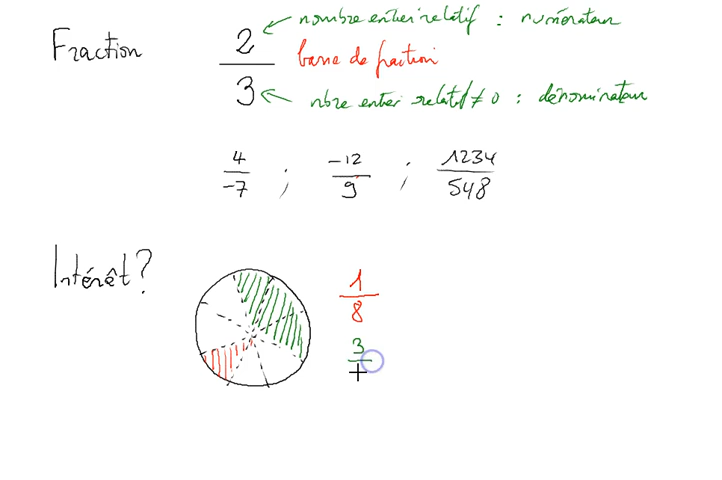 Fraction
2
3
nombre entier relatif : numérateur
barre de fraction
nbre entier relatif ≠ 0 : dénominateur
4/-7 ; -12/9 ; 1234/548
Intérêt?
1/8
3